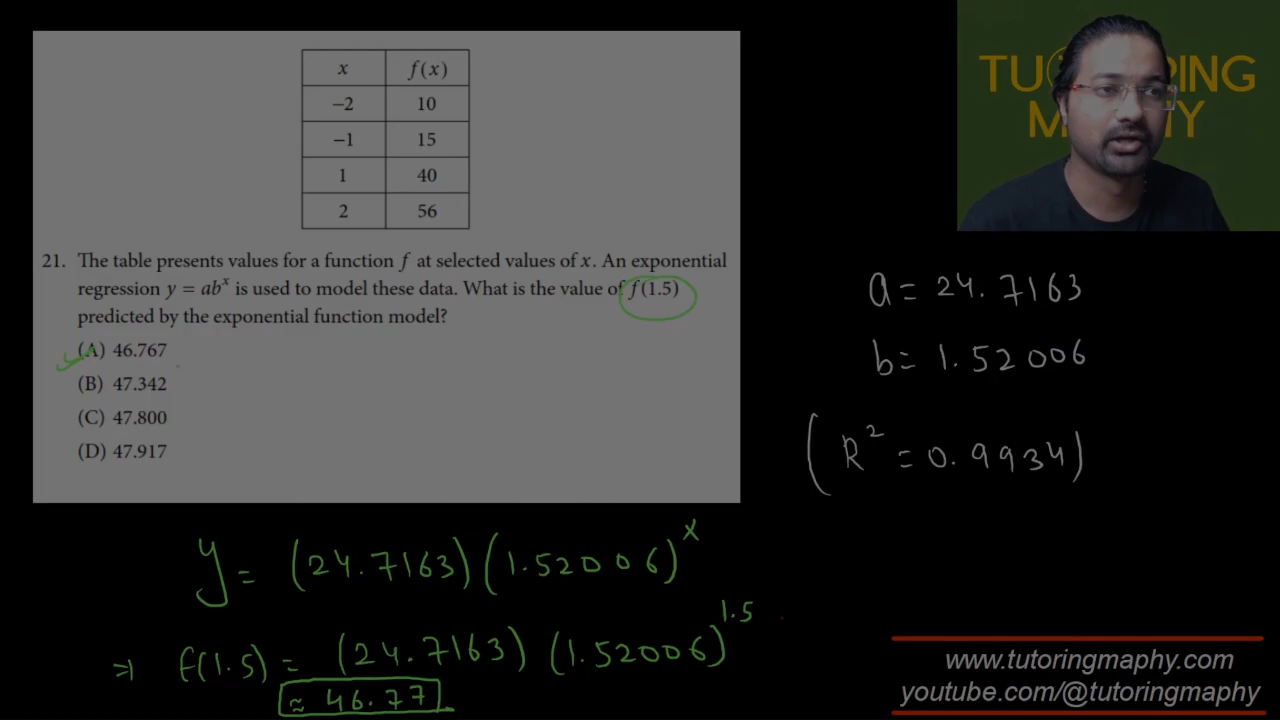 x f(x)
−2 10
−1 15
1 40
2 56
21. The table presents values for a function f at selected values of x. An exponential
regression y = abˣ is used to model these data. What is the value of f(1.5)
predicted by the exponential function model?
(A) 46.767
(B) 47.342
(C) 47.800
(D) 47.917
a = 24.7163
b = 1.52006
(R² = 0.9934)
y = (24.7163)(1.52006)ˣ
⇒ f(1.5) = (24.7163)(1.52006)^1.5
≈ 46.77
www.tutoringmaphy.com
youtube.com/@tutoringmaphy